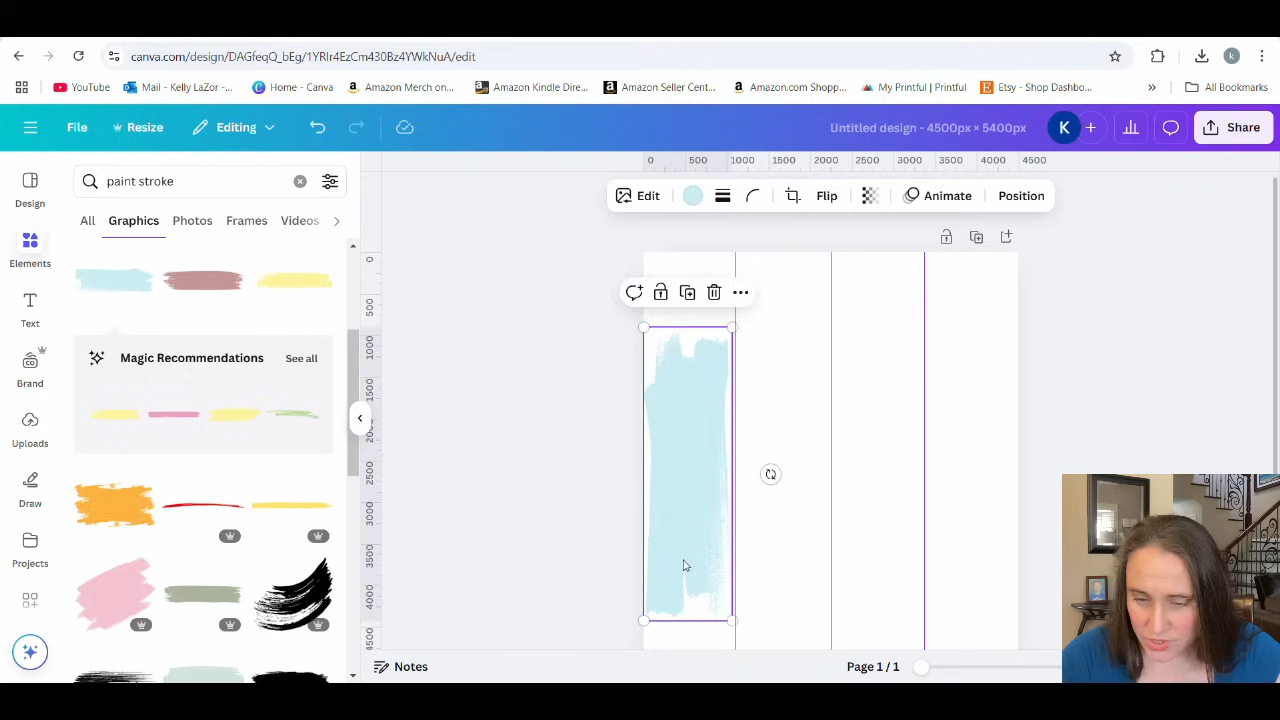 canva.com/design/DAGfeqQ_bEg/1YRIr4EzCm430Bz4YWkNuA/edit
YouTube
Mail - Kelly LaZor -...
Home - Canva
Amazon Merch on...
Amazon Kindle Dire...
Amazon Seller Cent...
Amazon.com Shopp...
My Printful | Printful
Etsy - Shop Dashbo...
All Bookmarks
File
Resize
Editing
Untitled design - 4500px × 5400px
K
Share
Design
Elements
Text
Brand
Uploads
Draw
Projects
paint stroke
All
Graphics
Photos
Frames
Videos
Magic Recommendations
See all
0 500 1000 1500 2000 2500 3000 3500 4000 4500
Edit
Flip
Animate
Position
0
500
1000
1500
2000
2500
3000
3500
4000
4500
Notes
Page 1 / 1